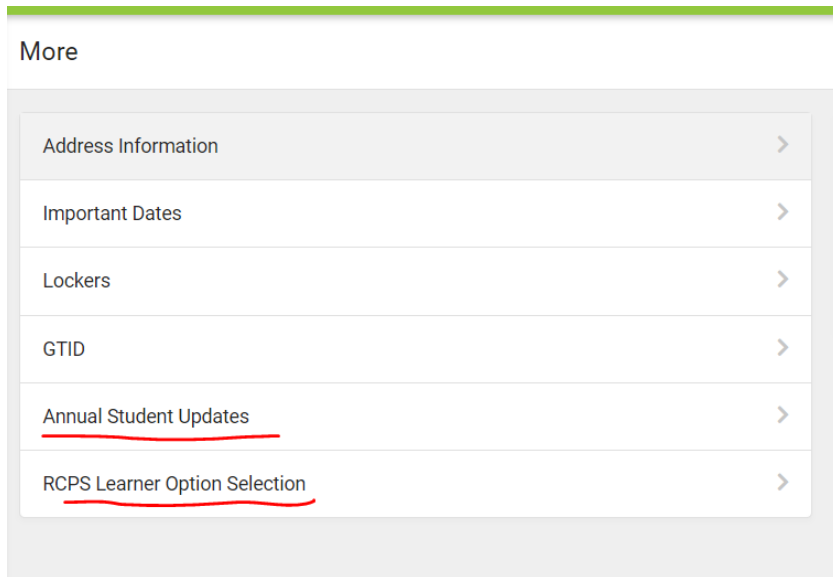 More
Address Information
Important Dates
Lockers
GTID
Annual Student Updates
RCPS Learner Option Selection